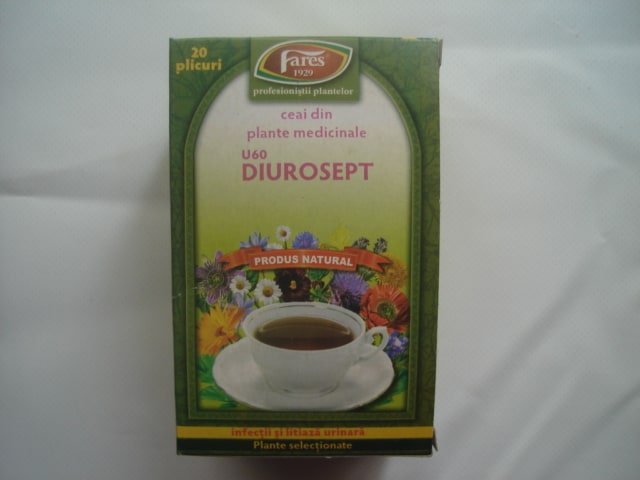 20
plicuri
Fares
1929
profesioniștii plantelor
ceai din
plante medicinale
U60
DIUROSEPT
PRODUS NATURAL
infecții și litiază urinară
Plante selecționate